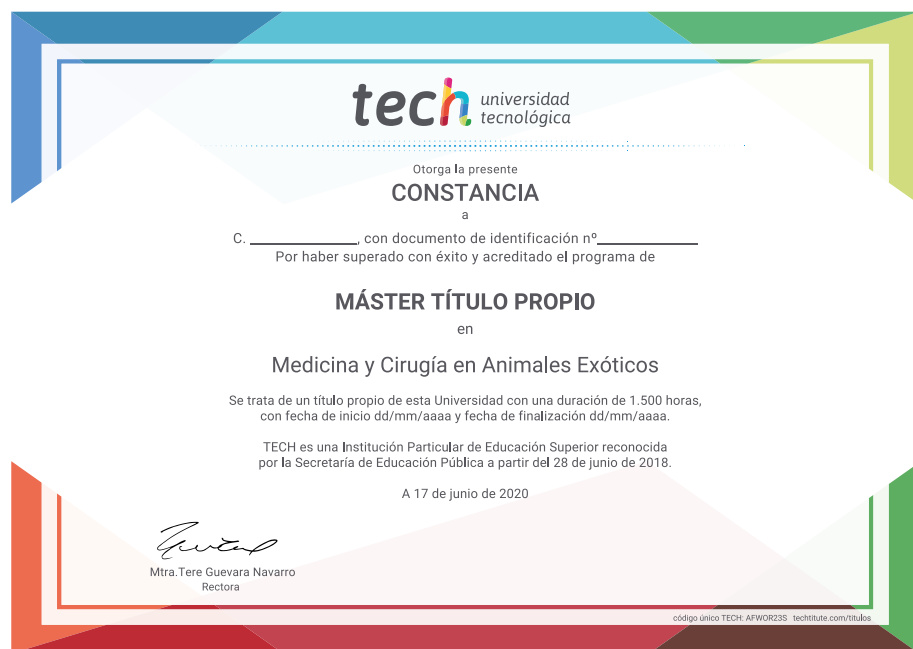 tech universidad
tecnológica
Otorga la presente
CONSTANCIA
a
C. ______________, con documento de identificación nº_____________
Por haber superado con éxito y acreditado el programa de
MÁSTER TÍTULO PROPIO
en
Medicina y Cirugía en Animales Exóticos
Se trata de un título propio de esta Universidad con una duración de 1.500 horas,
con fecha de inicio dd/mm/aaaa y fecha de finalización dd/mm/aaaa.
TECH es una Institución Particular de Educación Superior reconocida
por la Secretaría de Educación Pública a partir del 28 de junio de 2018.
A 17 de junio de 2020
Mtra.Tere Guevara Navarro
Rectora
código único TECH: AFWOR23S techtitute.com/titulos